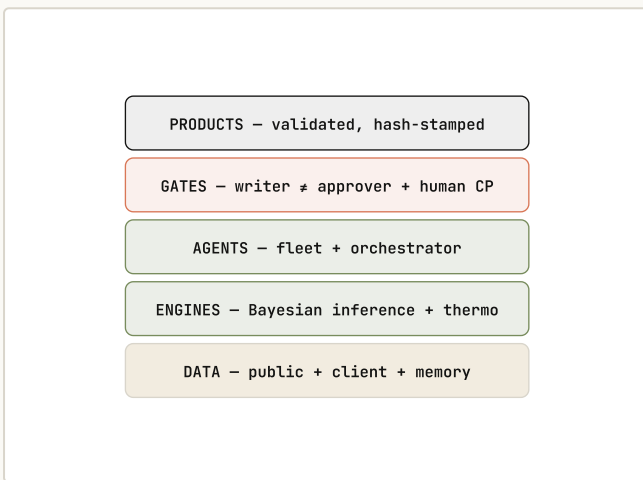 PRODUCTS — validated, hash-stamped
GATES — writer ≠ approver + human CP
AGENTS — fleet + orchestrator
ENGINES — Bayesian inference + thermo
DATA — public + client + memory